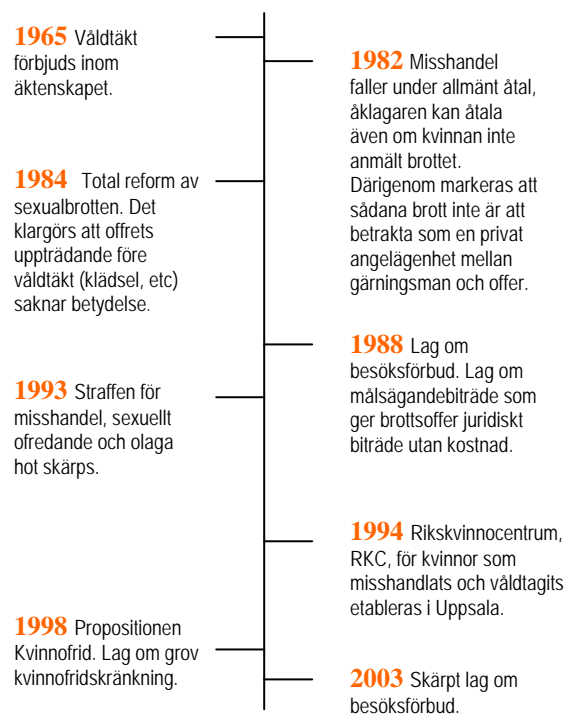 1965 Våldtäkt
förbjuds inom
äktenskapet.
1982 Misshandel
faller under allmänt åtal,
åklagaren kan åtala
även om kvinnan inte
anmält brottet.
Därigenom markeras att
sådana brott inte är att
betrakta som en privat
angelägenhet mellan
gärningsman och offer.
1984 Total reform av
sexualbrotten. Det
klargörs att offrets
uppträdande före
våldtäkt (klädsel, etc)
saknar betydelse.
1988 Lag om
besöksförbud. Lag om
målsägandebiträde som
ger brottsoffer juridiskt
biträde utan kostnad.
1993 Straffen för
misshandel, sexuellt
ofredande och olaga
hot skärps.
1994 Rikskvinnocentrum,
RKC, för kvinnor som
misshandlats och våldtagits
etableras i Uppsala.
1998 Propositionen
Kvinnofrid. Lag om grov
kvinnofridskränkning.
2003 Skärpt lag om
besöksförbud.